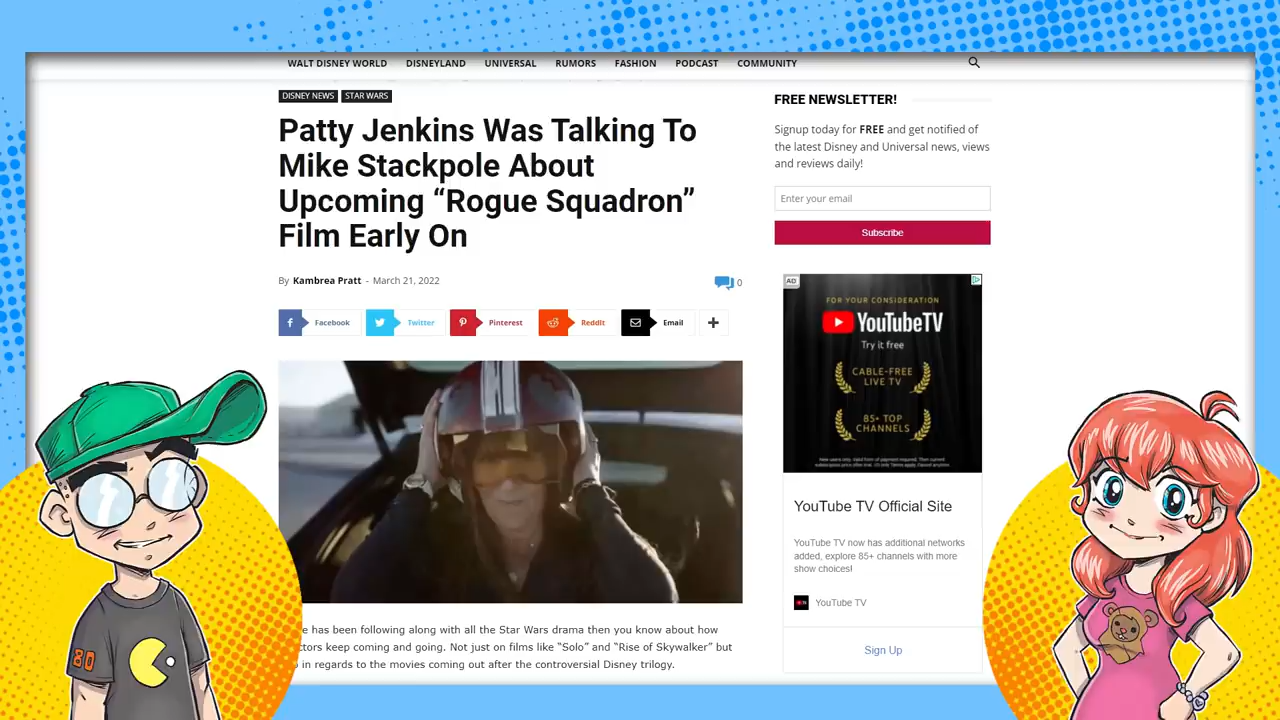 WALT DISNEY WORLD DISNEYLAND UNIVERSAL RUMORS FASHION PODCAST COMMUNITY
DISNEY NEWS STAR WARS
Patty Jenkins Was Talking To
Mike Stackpole About
Upcoming “Rogue Squadron”
Film Early On
By Kambrea Pratt - March 21, 2022
0
Facebook Twitter Pinterest ReddIt Email
has been following along with all the Star Wars drama then you know about how
keep coming and going. Not just on films like “Solo” and “Rise of Skywalker” but
in regards to the movies coming out after the controversial Disney trilogy.
FREE NEWSLETTER!
Signup today for FREE and get notified of
the latest Disney and Universal news, views
and reviews daily!
Enter your email
Subscribe
AD
FOR YOUR CONSIDERATION
YouTubeTV
Try it free
CABLE-FREE
LIVE TV
85+ TOP
CHANNELS
New users only. Terms apply.
YouTube TV Official Site
YouTube TV now has additional networks
added, explore 85+ channels with more
show choices!
YouTube TV
Sign Up
80